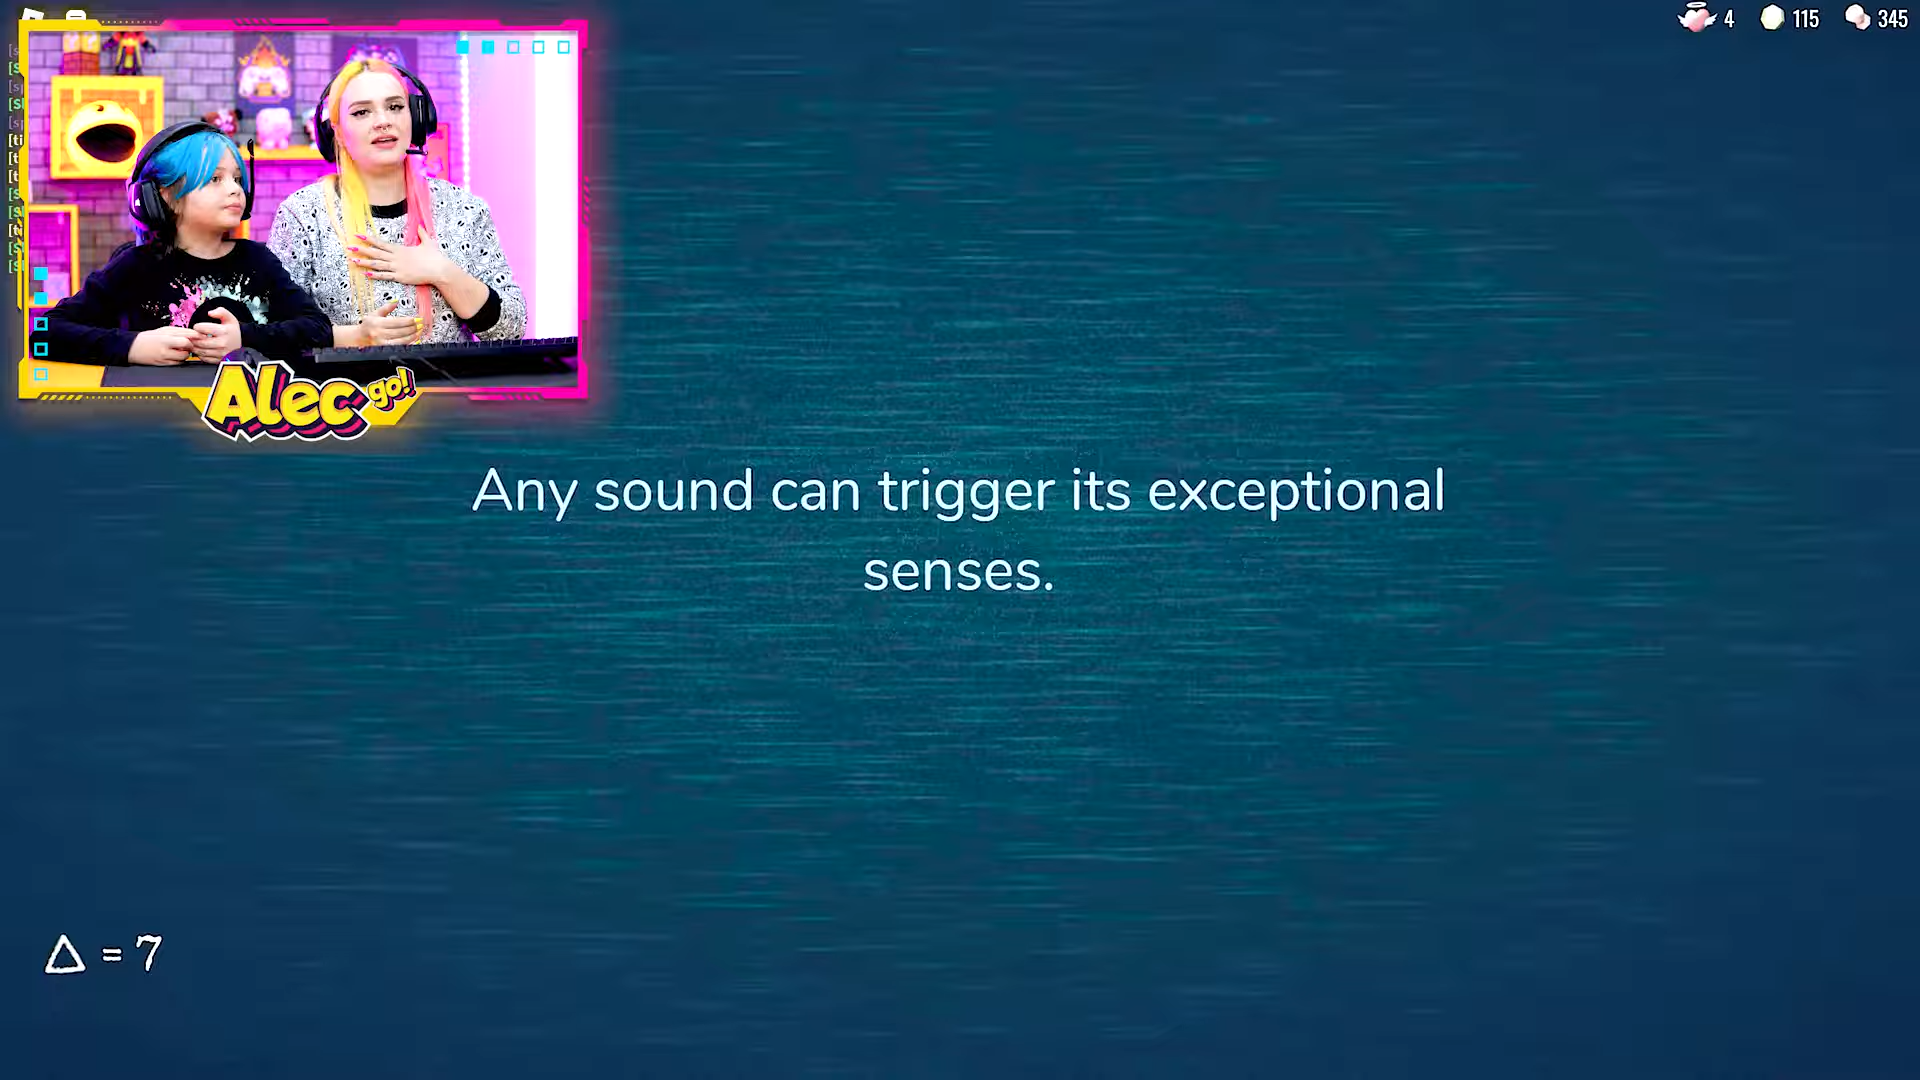 4 115 345
Alec go!
Any sound can trigger its exceptional
senses.
△ = 7